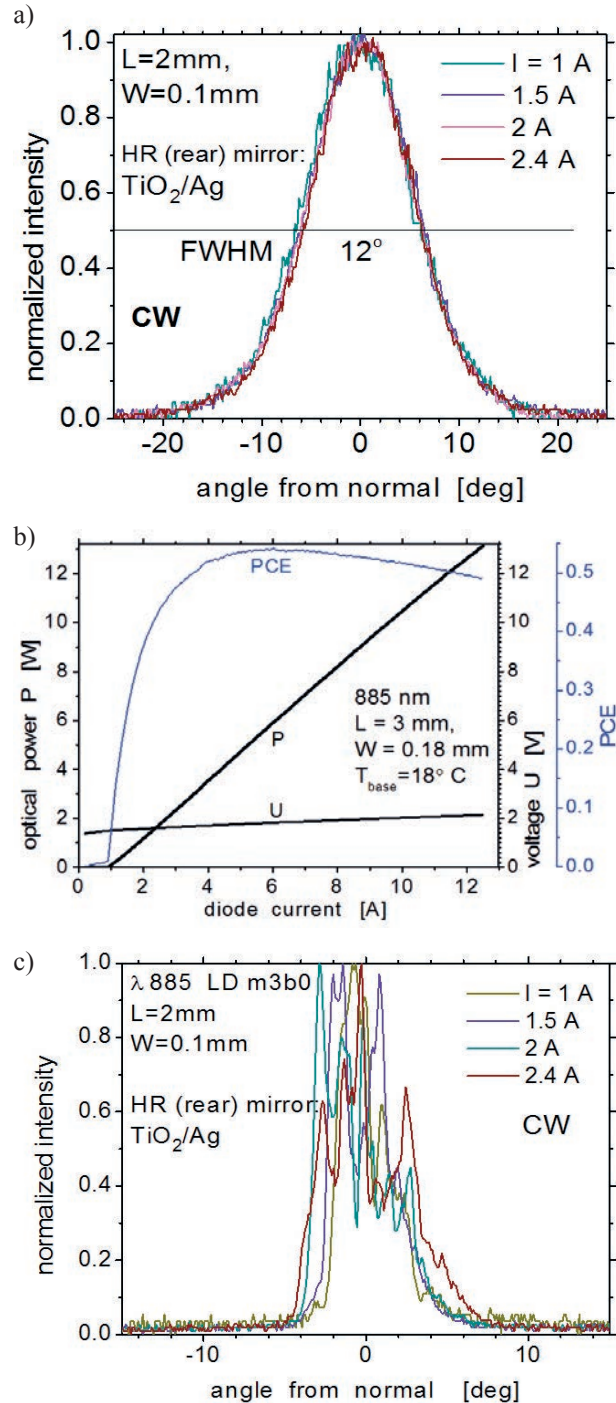 a)
1.0
0.8
0.6
0.4
0.2
0.0
normalized intensity
L=2mm,
W=0.1mm
HR (rear) mirror:
TiO₂/Ag
I = 1 A
1.5 A
2 A
2.4 A
FWHM 12°
CW
-20 -10 0 10 20
angle from normal [deg]
b)
12
10
8
6
4
2
0
optical power P [W]
PCE
P
U
885 nm
L = 3 mm,
W = 0.18 mm
T_base=18° C
12
10
8
6
4
2
0
voltage U [V]
0.5
0.4
0.3
0.2
0.1
0.0
PCE
2 4 6 8 10 12
diode current [A]
c)
1.0
0.8
0.6
0.4
0.2
0.0
normalized intensity
λ 885 LD m3b0
L=2mm
W=0.1mm
HR (rear) mirror:
TiO₂/Ag
I = 1 A
1.5 A
2 A
2.4 A
CW
-10 0 10
angle from normal [deg]